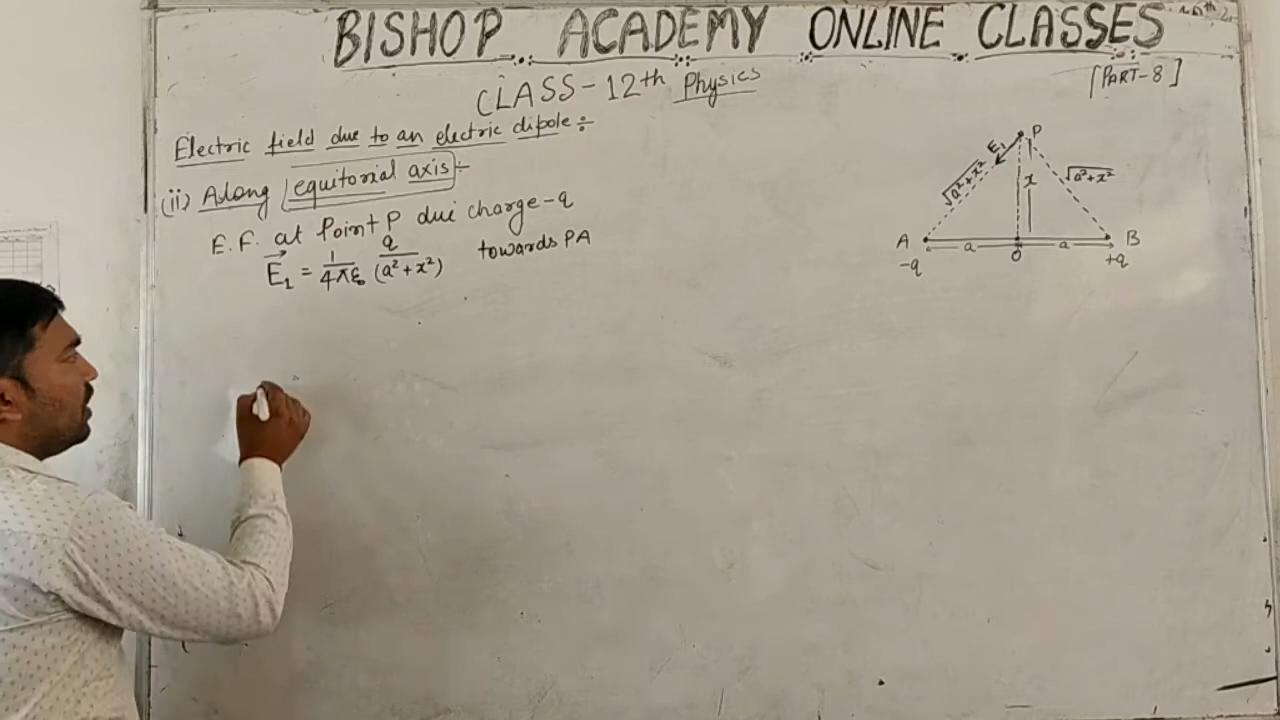 BISHOP ACADEMY ONLINE CLASSES
CLASS-12th Physics
[PART-8]
Electric field due to an electric dipole÷
(ii) Along equitorial axis÷
E.F. at Point P due charge -q
E₁ = 1/4πε₀ q/(a²+x²) towards PA
P
E₁
√a²+x² x √a²+x²
A a O a B
-q +q